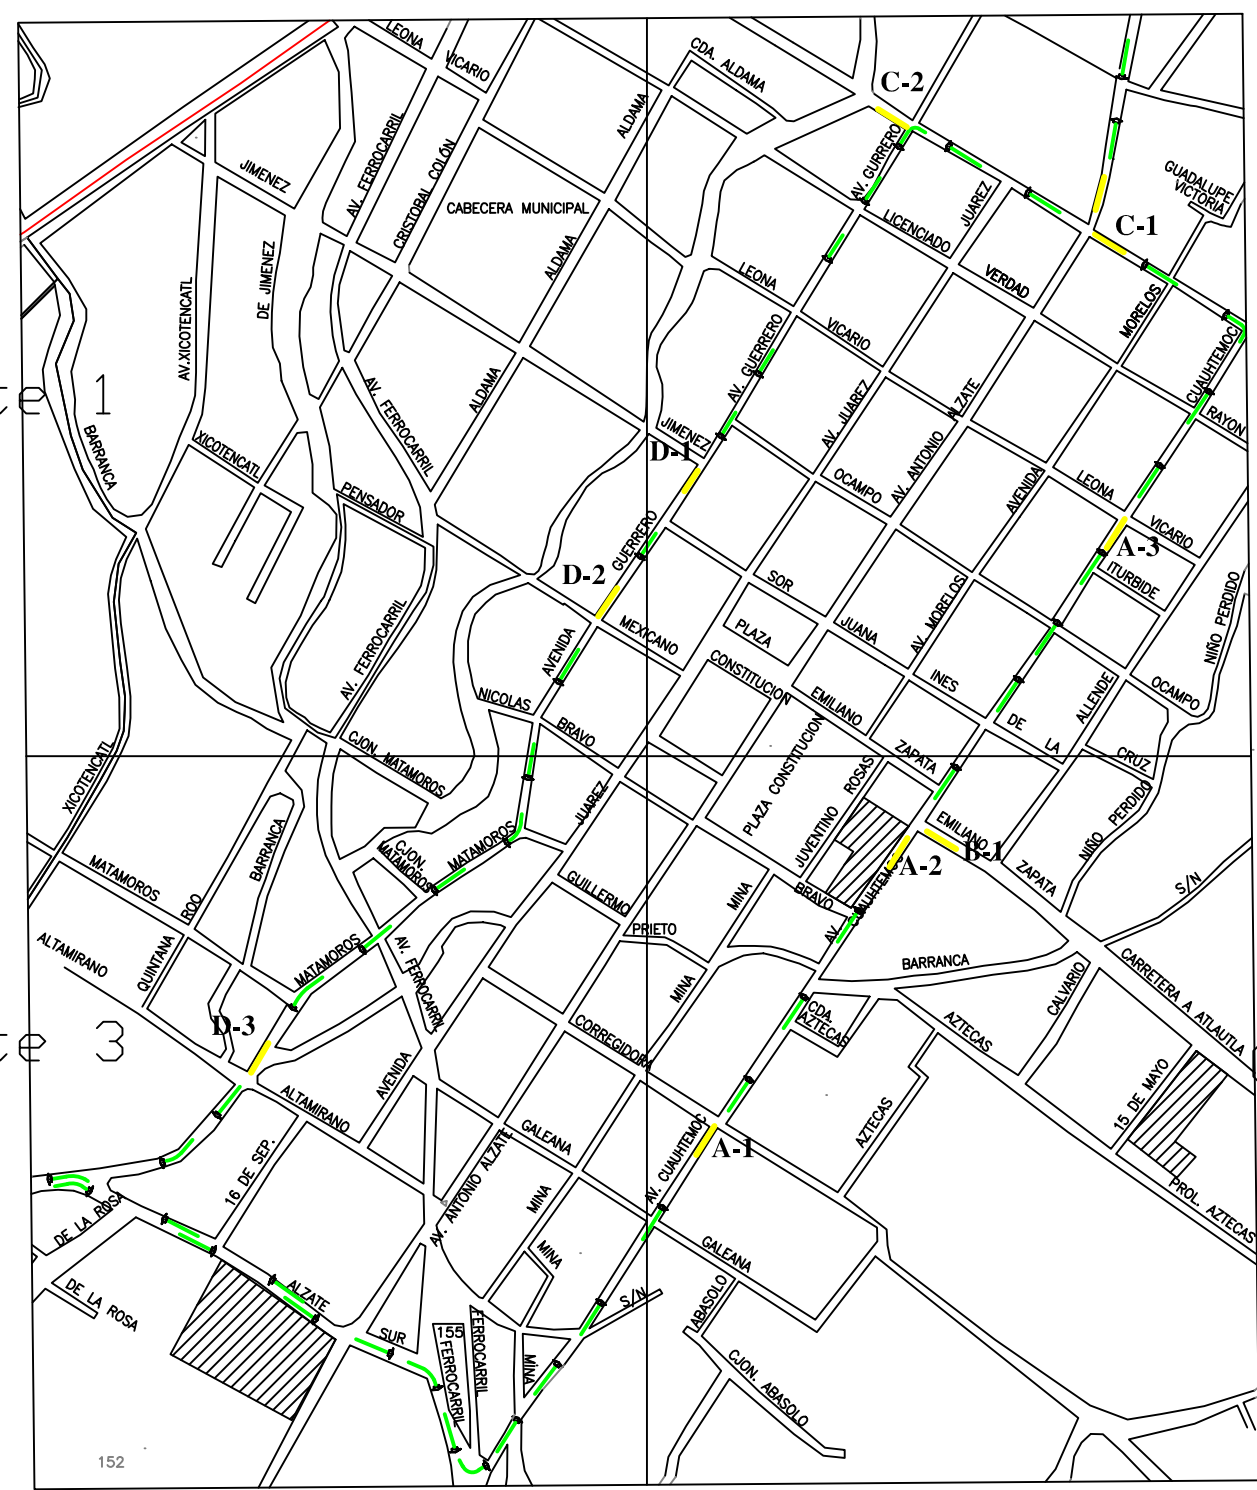 LEONA
VICARIO
CDA. ALDAMA
C-2
ALDAMA
AV. FERROCARRIL
CRISTOBAL COLÓN
JIMENEZ
CABECERA MUNICIPAL
AV. GURRERO
JUAREZ
GUADALUPE
VICTORIA
C-1
LICENCIADO
VERDAD
ALDAMA
DE JIMENEZ
AV.XICOTENCATL
LEONA
VICARIO
MORELOS
CUAUHTEMOC
AV. GUERRERO
te 1
ALDAMA
AV. FERROCARRIL
AV. JUAREZ
ALZATE
RAYON
BARRANCA
XICOTENCATL
JIMENEZ
D-1
OCAMPO
AV. ANTONIO
AVENIDA
LEONA
VICARIO
PENSADOR
GUERRERO
A-3
ITURBIDE
D-2
SOR
JUANA
INES
DE
LA
CRUZ
AV. MORELOS
NIÑO PERDIDO
AV. FERROCARRIL
MEXICANO
PLAZA
CONSTITUCION
AVENIDA
NICOLAS
BRAVO
EMILIANO
ZAPATA
ALLENDE
OCAMPO
CJON. MATAMOROS
PLAZA CONSTITUCION
ROSAS
JUVENTINO
XICOTENCATL
JUAREZ
NIÑO
PERDIDO
BARRANCA
CJON.
MATAMOROS
MATAMOROS
EMILIANO
B-1
ZAPATA
A-2
AV. CUAUHTEMOC
MATAMOROS
ROO
GUILLERMO
PRIETO
MINA
BRAVO
S/N
ALTAMIRANO
QUINTANA
MATAMOROS
AV. FERROCARRIL
MINA
BARRANCA
CALVARIO
CARRETERA A ATLAUTLA
D-3
te 3
CORREGIDORA
CDA.
AZTECAS
AZTECAS
ALTAMIRANO
AVENIDA
GALEANA
AV. CUAUHTEMOC
A-1
AZTECAS
15 DE MAYO
16 DE SEP.
AV. ANTONIO ALZATE
MINA
PROL. AZTECAS
DE LA ROSA
MINA
GALEANA
DE LA ROSA
ALZATE
SUR
155
FERROCARRIL
FERROCARRIL
MINA
S/N
ABASOLO
CJON. ABASOLO
152